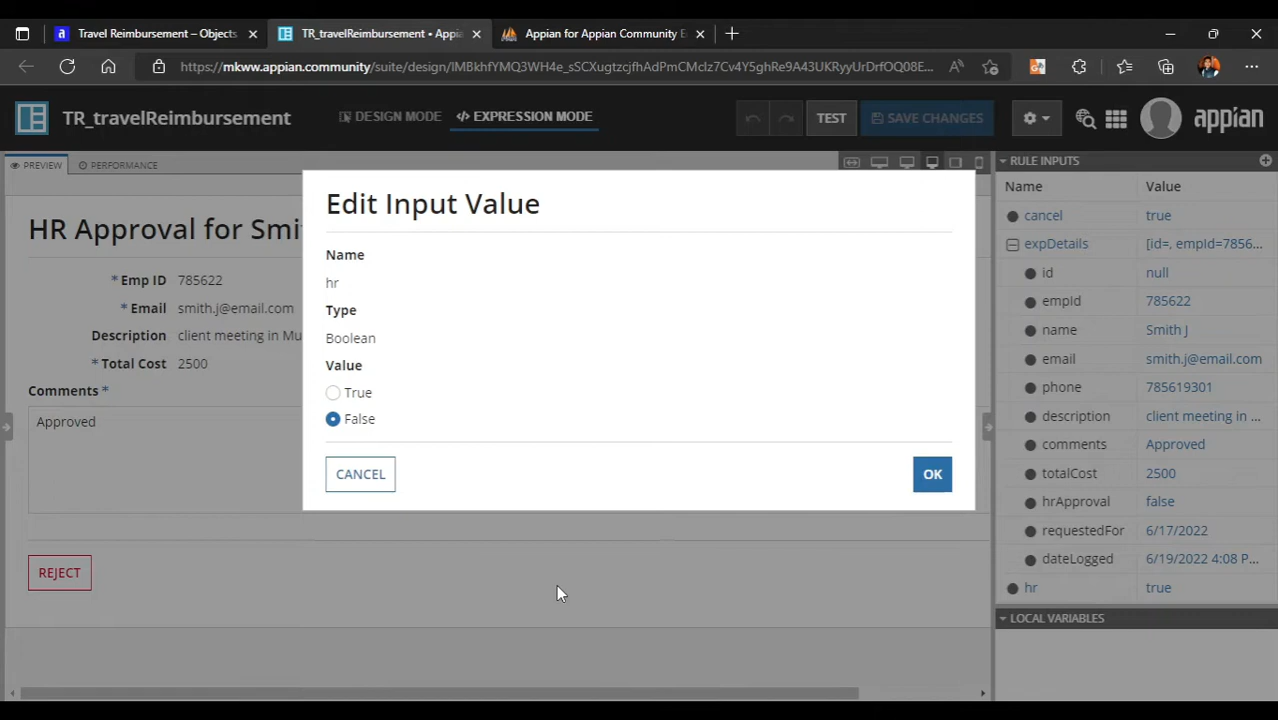 Travel Reimbursement – Objects
TR_travelReimbursement • Appia
Appian for Appian Community E
https://mkww.appian.community/suite/design/
TR_travelReimbursement
DESIGN MODE
</> EXPRESSION MODE
TEST
SAVE CHANGES
appian
PREVIEW
PERFORMANCE
RULE INPUTS
Name
Value
cancel
true
expDetails
[id=, empId=7856...
id
null
empId
785622
name
Smith J
email
smith.j@email.com
phone
785619301
description
client meeting in ...
comments
Approved
totalCost
2500
hrApproval
false
requestedFor
6/17/2022
dateLogged
6/19/2022 4:08 P...
hr
true
LOCAL VARIABLES
HR Approval for Smi
* Emp ID 785622
* Email smith.j@email.com
Description client meeting in Mu
* Total Cost 2500
Comments *
Approved
REJECT
Edit Input Value
Name
hr
Type
Boolean
Value
True
False
CANCEL
OK